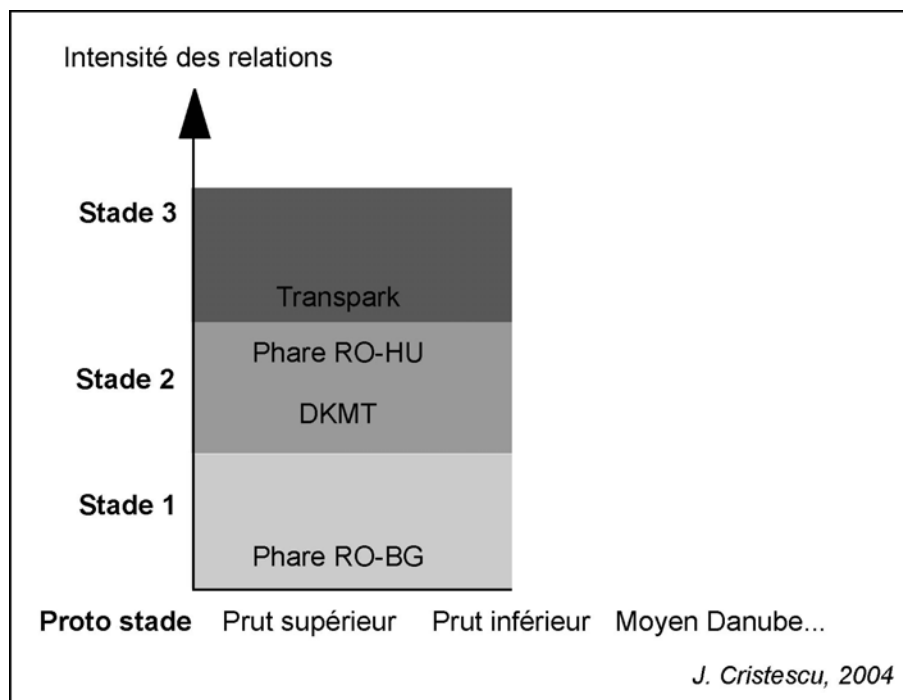 Intensité des relations
Stade 3
Transpark
Phare RO-HU
Stade 2
DKMT
Stade 1
Phare RO-BG
Proto stade Prut supérieur Prut inférieur Moyen Danube...
J. Cristescu, 2004